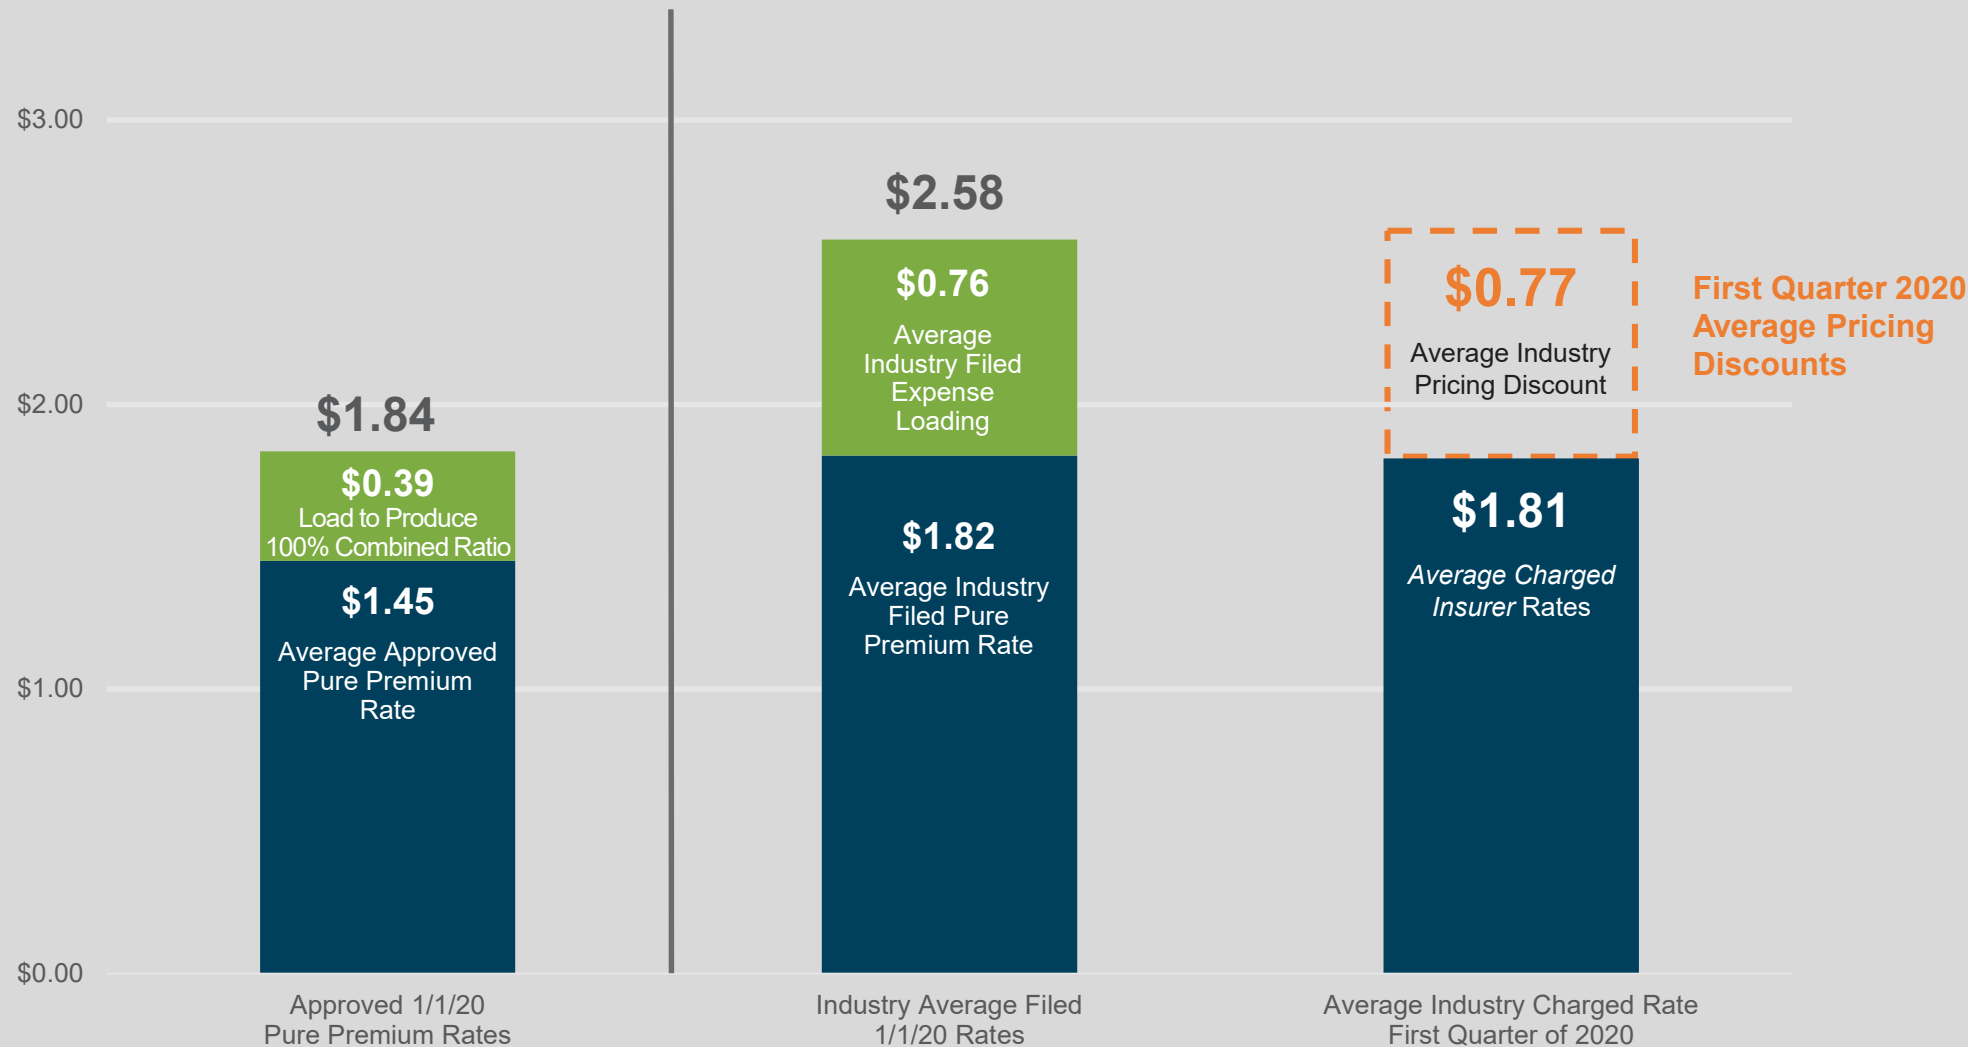 $3.00
$2.00
$1.00
$0.00
$1.84
$0.39
Load to Produce
100% Combined Ratio
$1.45
Average Approved
Pure Premium
Rate
Approved 1/1/20
Pure Premium Rates
$2.58
$0.76
Average
Industry Filed
Expense
Loading
$1.82
Average Industry
Filed Pure
Premium Rate
Industry Average Filed
1/1/20 Rates
$0.77
Average Industry
Pricing Discount
First Quarter 2020
Average Pricing
Discounts
$1.81
Average Charged
Insurer Rates
Average Industry Charged Rate
First Quarter of 2020